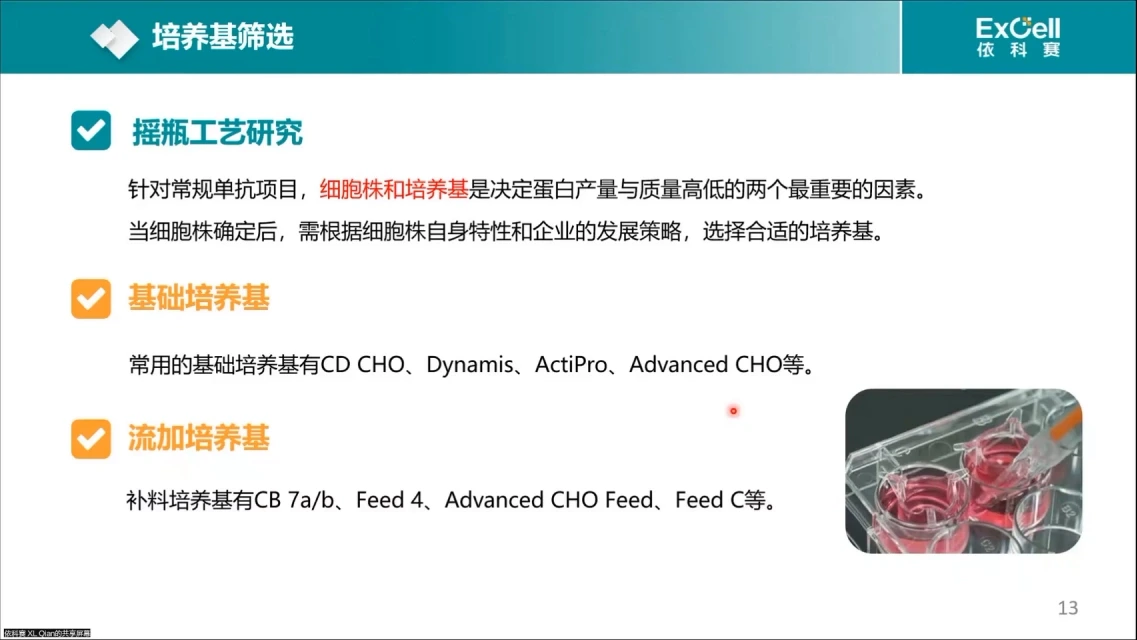 培养基筛选
ExCell
依科赛
摇瓶工艺研究
针对常规单抗项目，细胞株和培养基是决定蛋白产量与质量高低的两个最重要的因素。
当细胞株确定后，需根据细胞株自身特性和企业的发展策略，选择合适的培养基。
基础培养基
常用的基础培养基有CD CHO、Dynamis、ActiPro、Advanced CHO等。
流加培养基
补料培养基有CB 7a/b、Feed 4、Advanced CHO Feed、Feed C等。
13
依科赛 XL Qian的共享屏幕